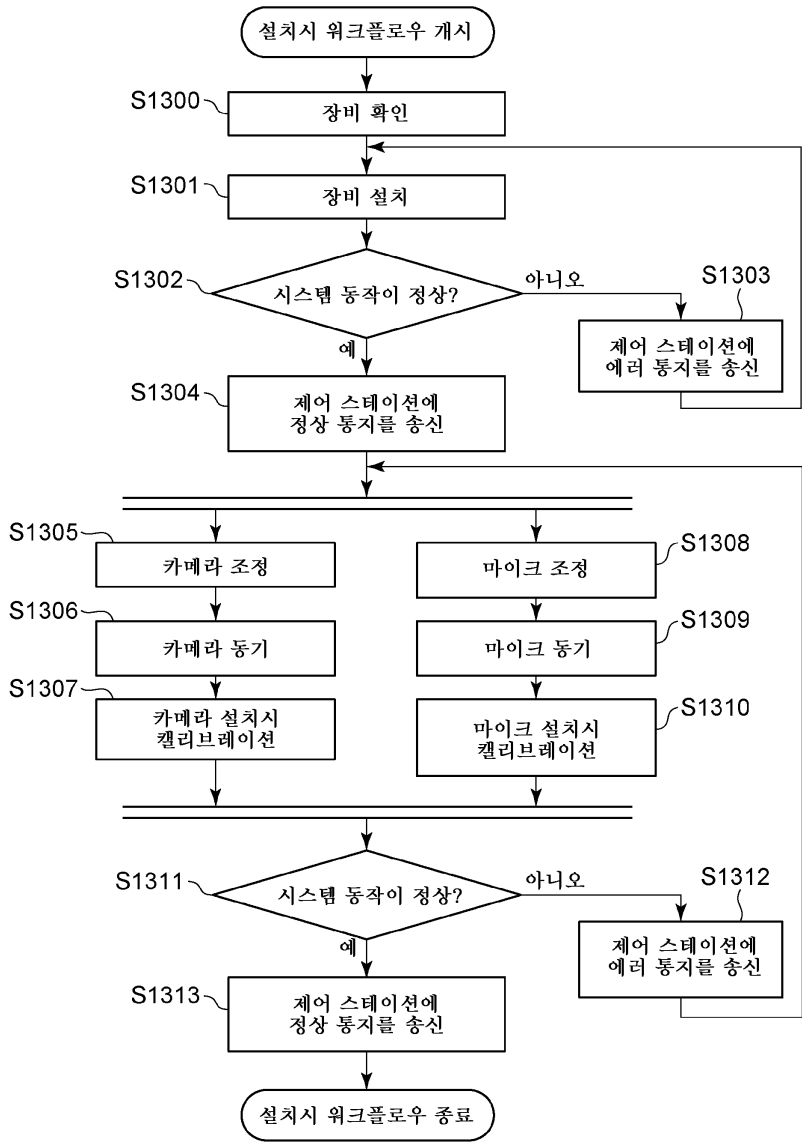 설치시 워크플로우 개시
S1300
장비 확인
S1301
장비 설치
S1302
시스템 동작이 정상?
아니오
S1303
제어 스테이션에
에러 통지를 송신
예
S1304
제어 스테이션에
정상 통지를 송신
S1305
카메라 조정
S1308
마이크 조정
S1306
카메라 동기
S1309
마이크 동기
S1307
카메라 설치시
캘리브레이션
S1310
마이크 설치시
캘리브레이션
S1311
시스템 동작이 정상?
아니오
S1312
제어 스테이션에
에러 통지를 송신
예
S1313
제어 스테이션에
정상 통지를 송신
설치시 워크플로우 종료